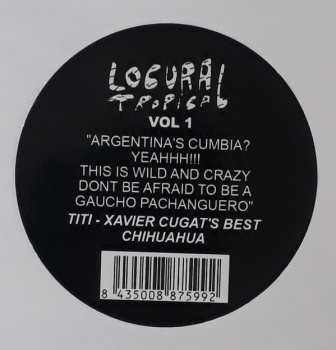 LOCURA
TROPICAL
VOL 1
"ARGENTINA'S CUMBIA?
YEAHHH!!!
THIS IS WILD AND CRAZY
DONT BE AFRAID TO BE A
GAUCHO PACHANGUERO"
TITI - XAVIER CUGAT'S BEST
CHIHUAHUA
8 435008 875992